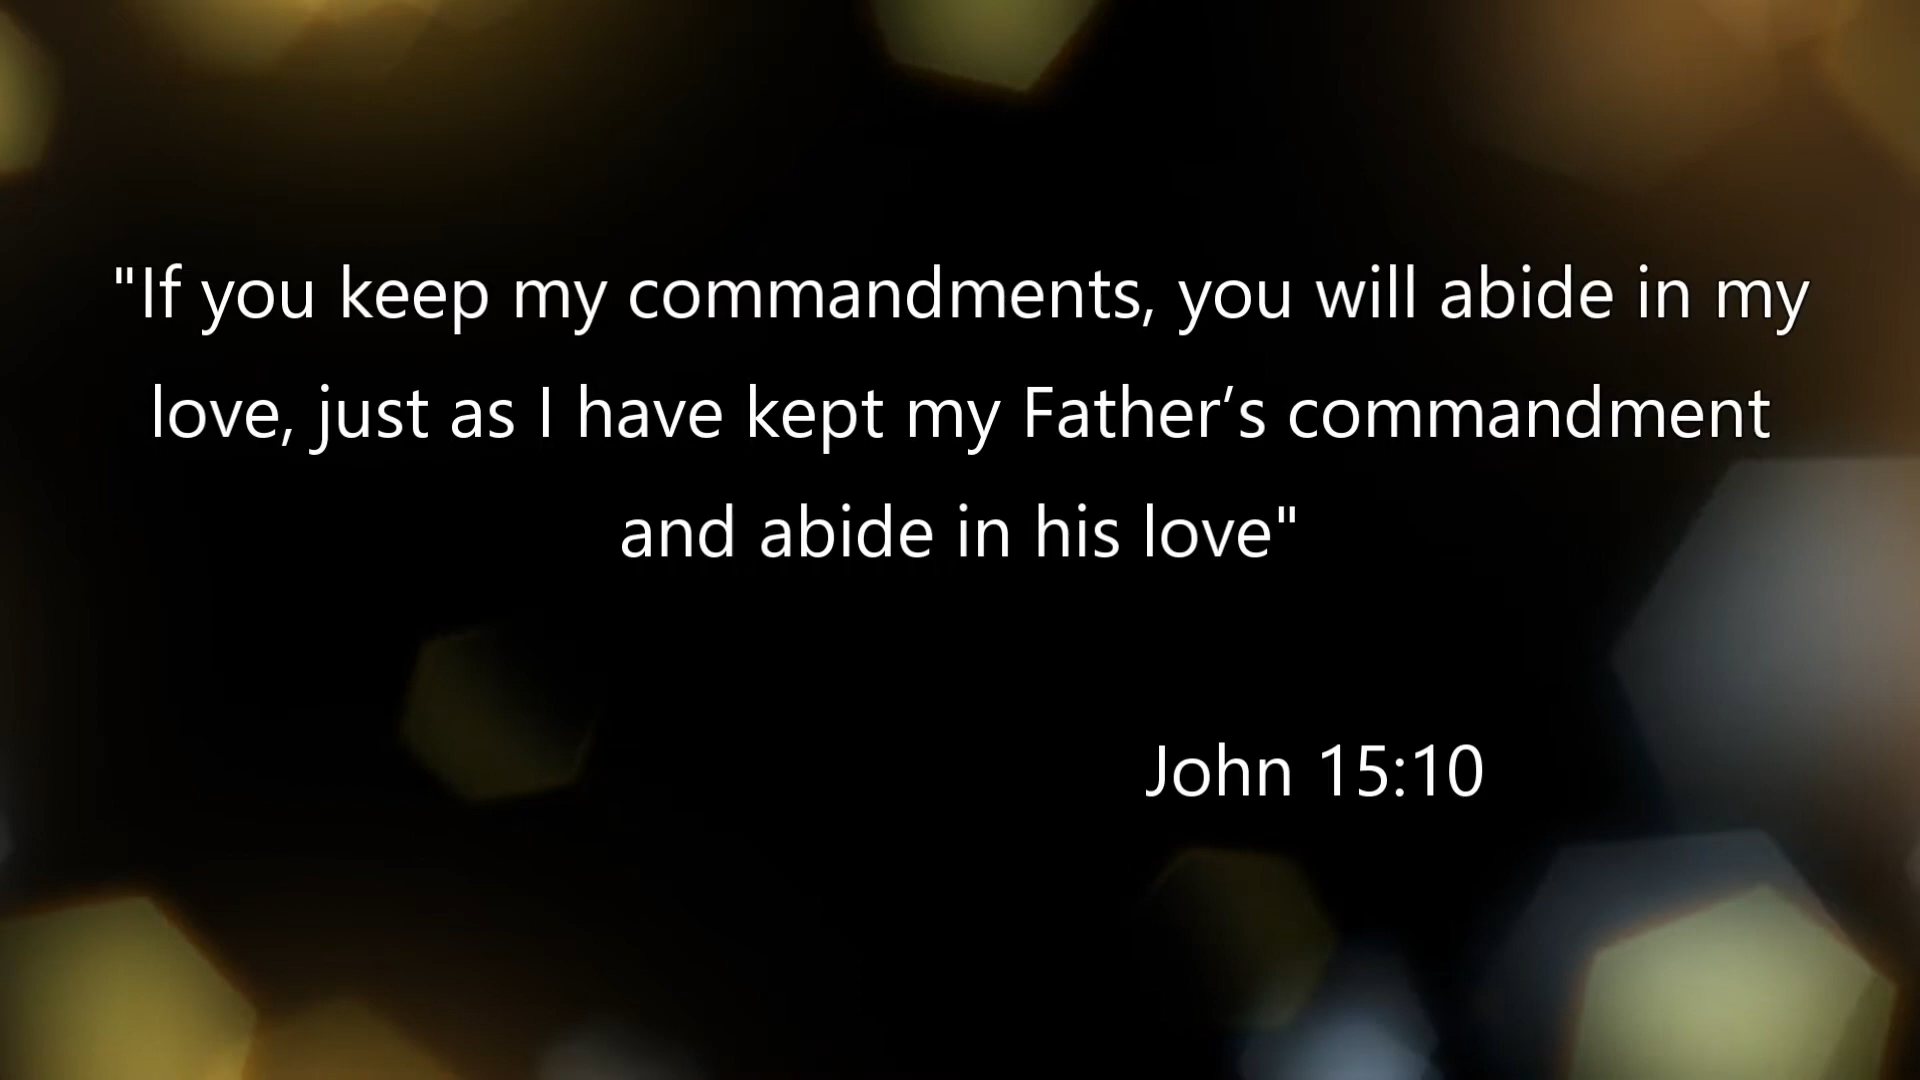 "If you keep my commandments, you will abide in my
love, just as I have kept my Father’s commandment
and abide in his love"
John 15:10